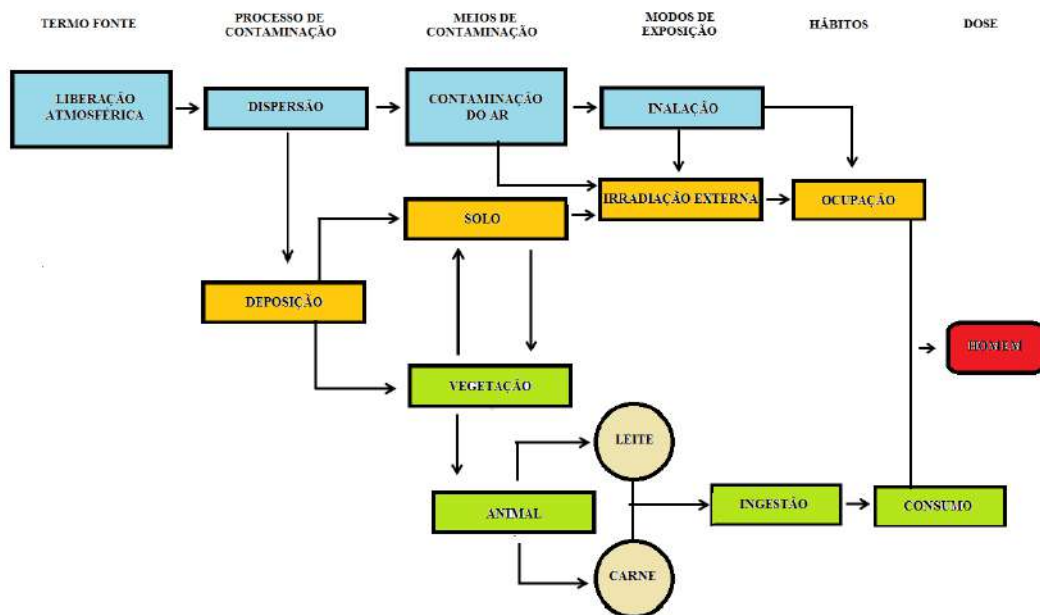 TERMO FONTE
PROCESSO DE
CONTAMINAÇÃO
MEIOS DE
CONTAMINAÇÃO
MODOS DE
EXPOSIÇÃO
HÁBITOS
DOSE
LIBERAÇÃO
ATMOSFÉRICA
DISPERSÃO
CONTAMINAÇÃO
DO AR
INALAÇÃO
IRRADIAÇÃO EXTERNA
OCUPAÇÃO
SOLO
DEPOSIÇÃO
HOMEM
VEGETAÇÃO
LEITE
ANIMAL
INGESTÃO
CONSUMO
CARNE